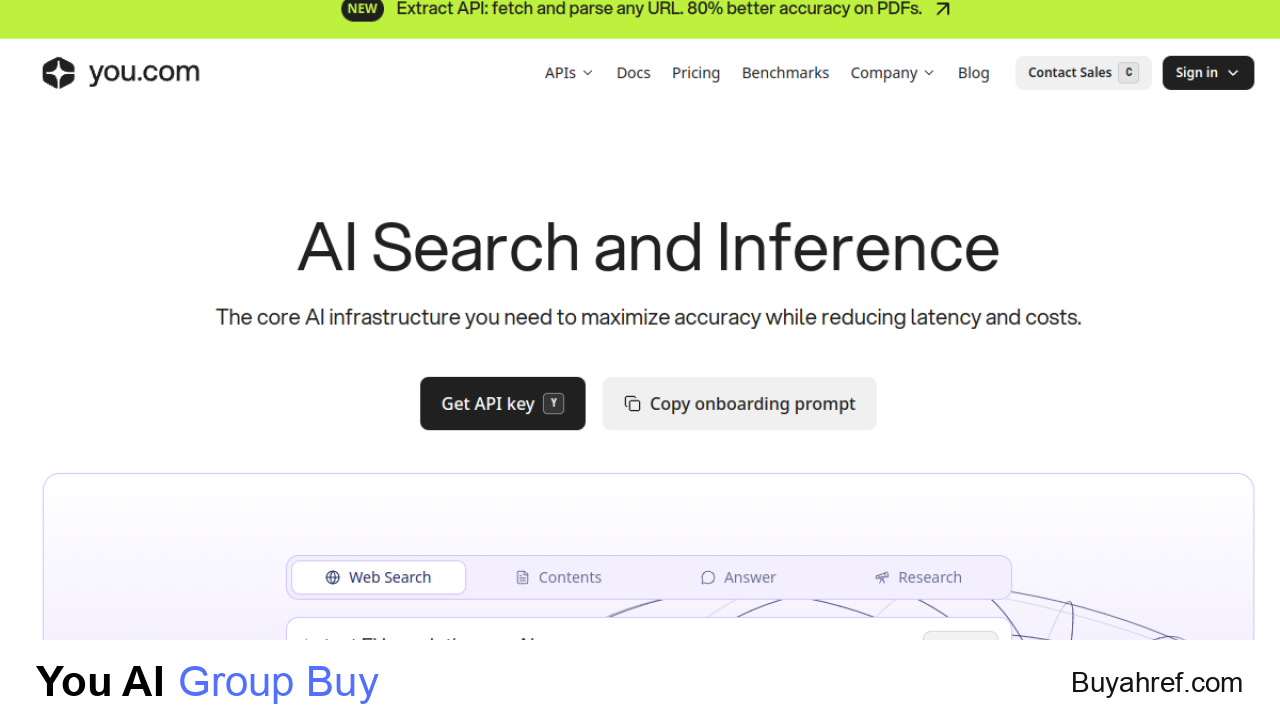 NEW Extract API: fetch and parse any URL. 80% better accuracy on PDFs.
you.com APIs Docs Pricing Benchmarks Company Blog Contact Sales C Sign in
AI Search and Inference
The core AI infrastructure you need to maximize accuracy while reducing latency and costs.
Get API key Y Copy onboarding prompt
Web Search Contents Answer Research
You AI Group Buy Buyahref.com